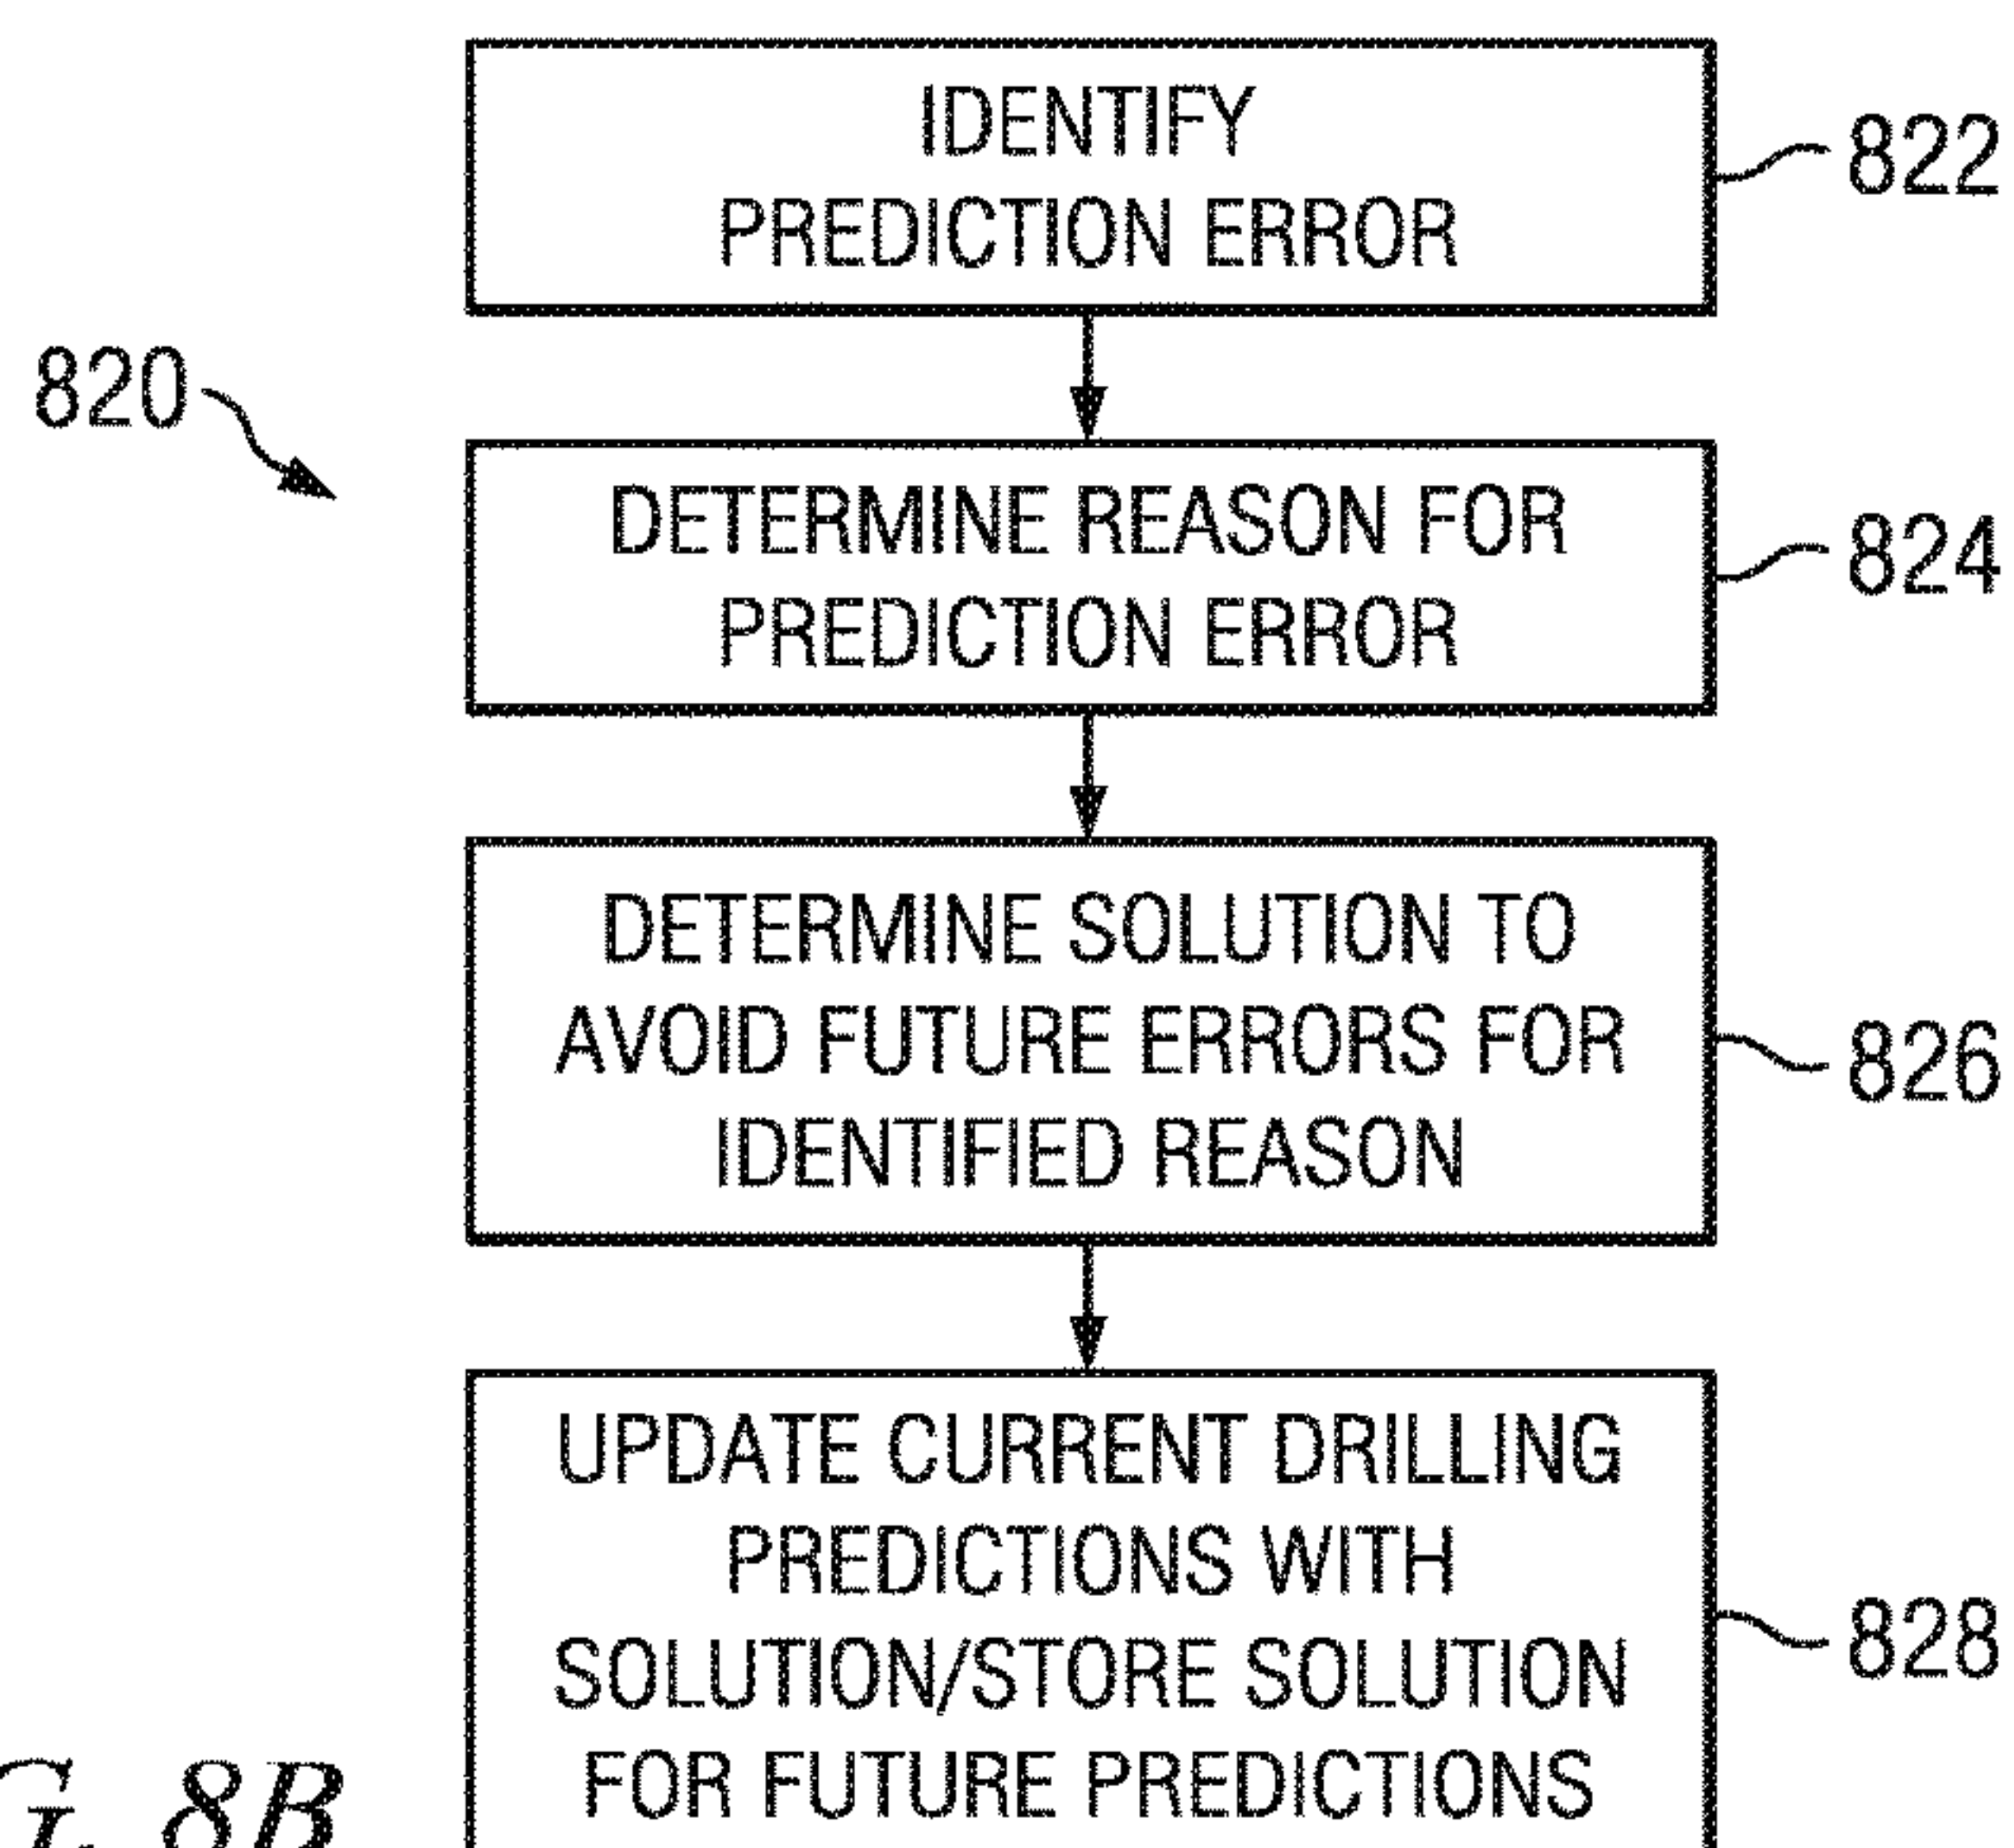 IDENTIFY
PREDICTION ERROR
822
820
DETERMINE REASON FOR
PREDICTION ERROR
824
DETERMINE SOLUTION TO
AVOID FUTURE ERRORS FOR
IDENTIFIED REASON
826
UPDATE CURRENT DRILLING
PREDICTIONS WITH
SOLUTION/STORE SOLUTION
FOR FUTURE PREDICTIONS
828
G. 8B